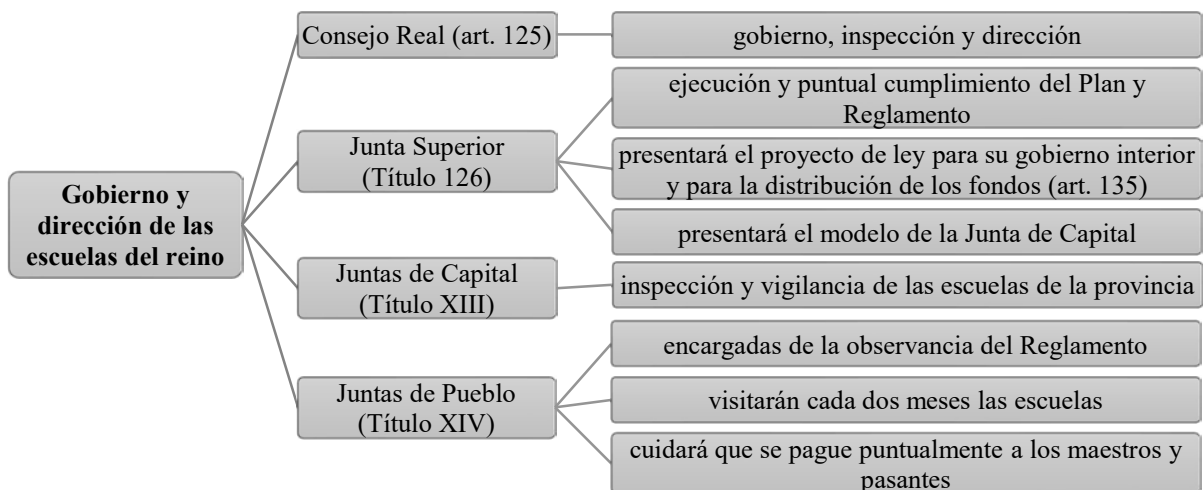 Gobierno y
dirección de las
escuelas del reino
Consejo Real (art. 125)
gobierno, inspección y dirección
Junta Superior
(Título 126)
ejecución y puntual cumplimiento del Plan y
Reglamento
presentará el proyecto de ley para su gobierno interior
y para la distribución de los fondos (art. 135)
presentará el modelo de la Junta de Capital
Juntas de Capital
(Título XIII)
inspección y vigilancia de las escuelas de la provincia
Juntas de Pueblo
(Título XIV)
encargadas de la observancia del Reglamento
visitarán cada dos meses las escuelas
cuidará que se pague puntualmente a los maestros y
pasantes